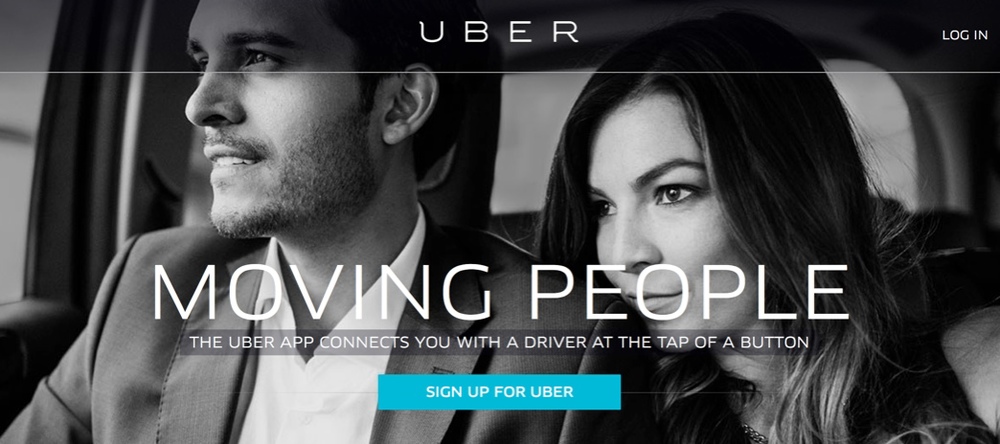 UBER
LOG IN
MOVING PEOPLE
THE UBER APP CONNECTS YOU WITH A DRIVER AT THE TAP OF A BUTTON
SIGN UP FOR UBER